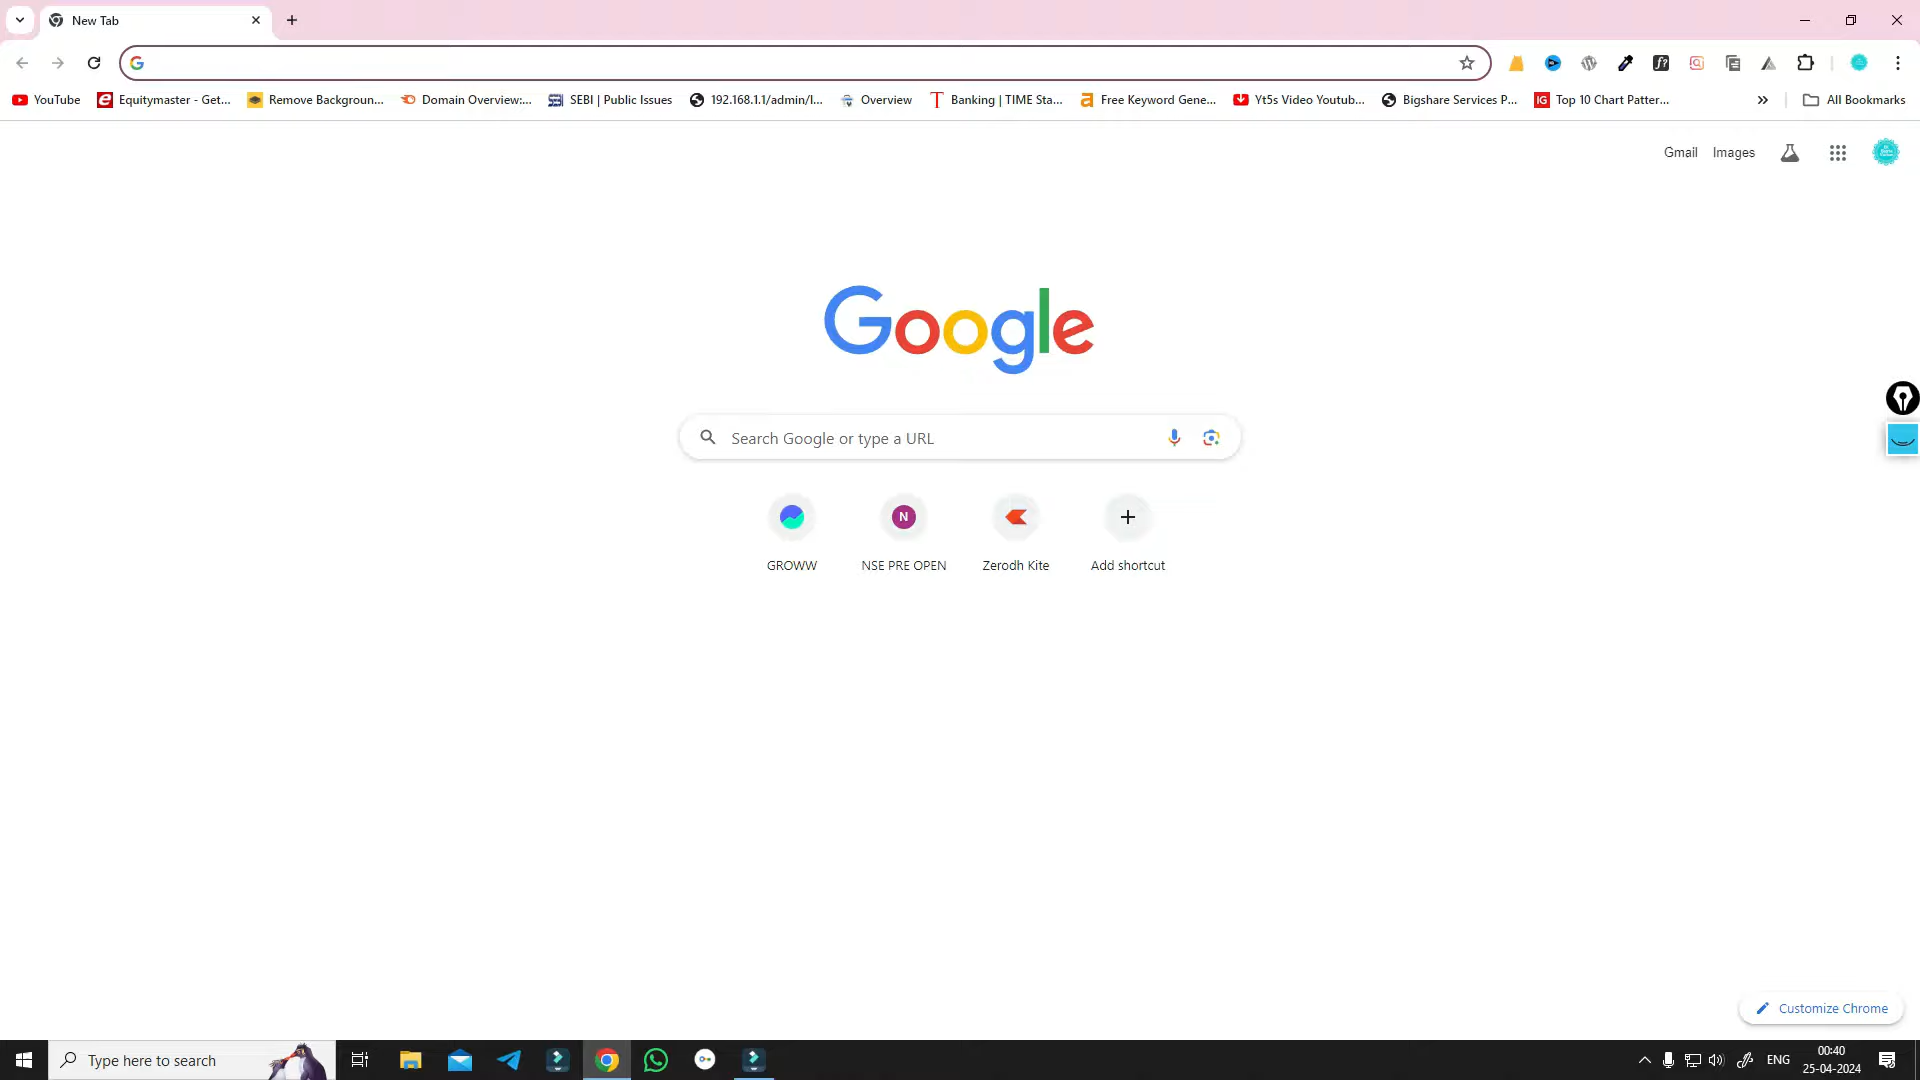 New Tab
YouTube
Equitymaster - Get...
Remove Backgroun...
Domain Overview:...
SEBI | Public Issues
192.168.1.1/admin/l...
Overview
Banking | TIME Sta...
Free Keyword Gene...
Yt5s Video Youtub...
Bigshare Services P...
IG
Top 10 Chart Patter...
All Bookmarks
Gmail
Images
Google
Search Google or type a URL
N
GROWW
NSE PRE OPEN
Zerodh Kite
Add shortcut
Customize Chrome
Type here to search
ENG
00:40
25-04-2024